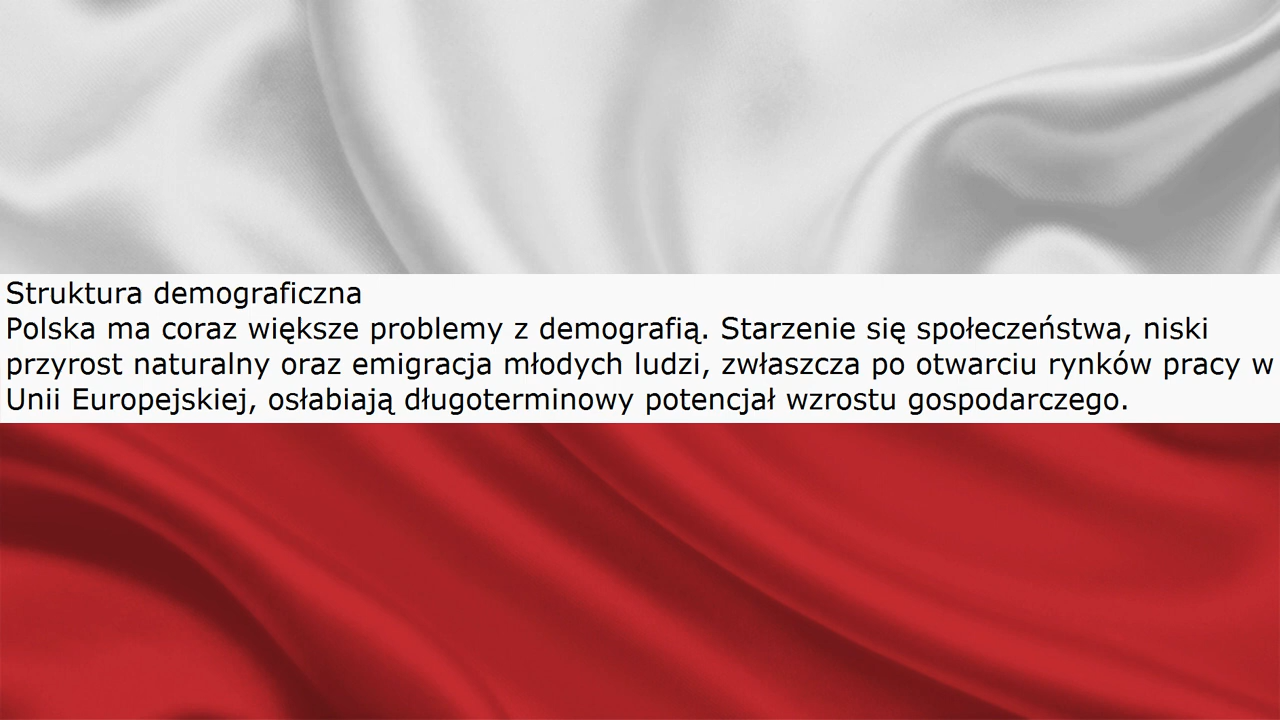 Struktura demograficzna
Polska ma coraz większe problemy z demografią. Starzenie się społeczeństwa, niski
przyrost naturalny oraz emigracja młodych ludzi, zwłaszcza po otwarciu rynków pracy w
Unii Europejskiej, osłabiają długoterminowy potencjał wzrostu gospodarczego.